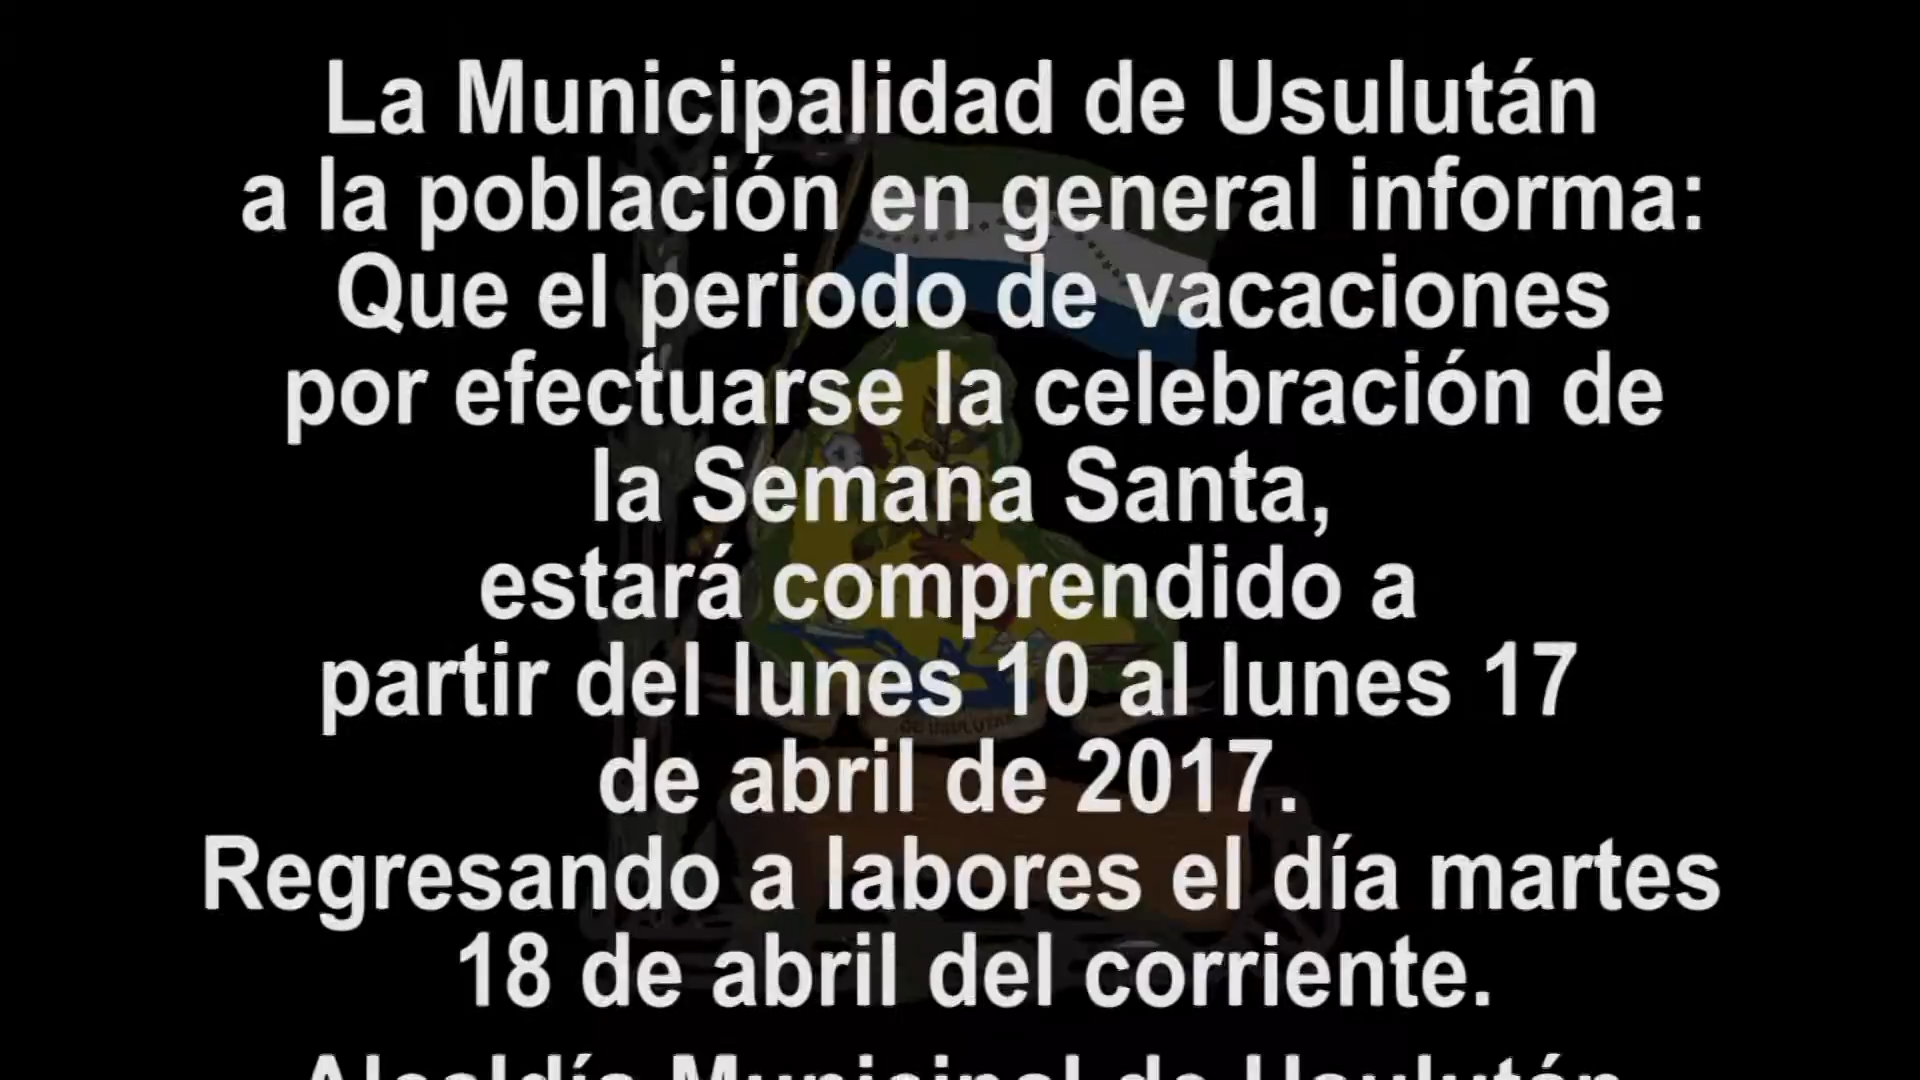 La Municipalidad de Usulután
a la población en general informa:
Que el periodo de vacaciones
por efectuarse la celebración de
la Semana Santa,
estará comprendido a
partir del lunes 10 al lunes 17
de abril de 2017.
Regresando a labores el día martes
18 de abril del corriente.
Alcaldía Municipal de Usulután
DE USULUTAN